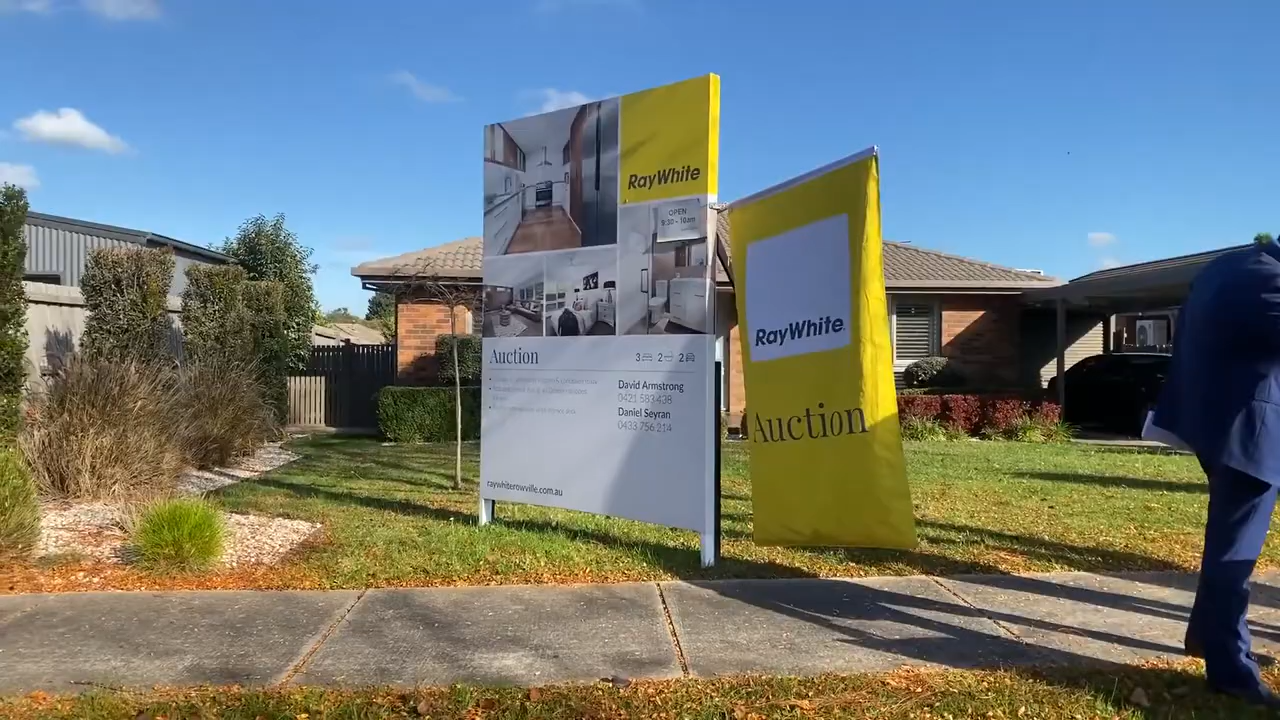 RayWhite
OPEN
9:30 - 10am
Auction
3 2 2
David Armstrong
0421 583 438
Daniel Seyran
0433 756 214
raywhiterowville.com.au
RayWhite
Auction